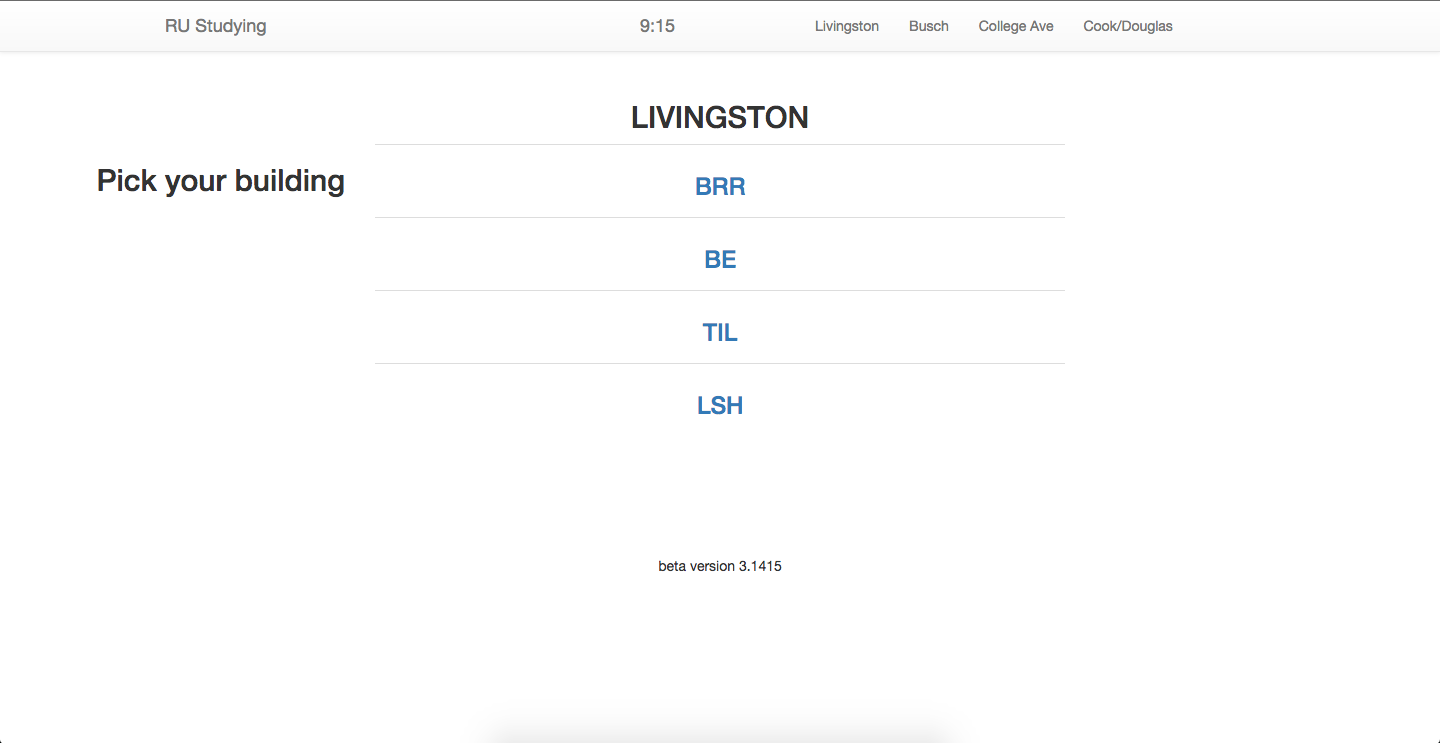 RU Studying 9:15 Livingston Busch College Ave Cook/Douglas
LIVINGSTON
Pick your building
BRR
BE
TIL
LSH
beta version 3.1415